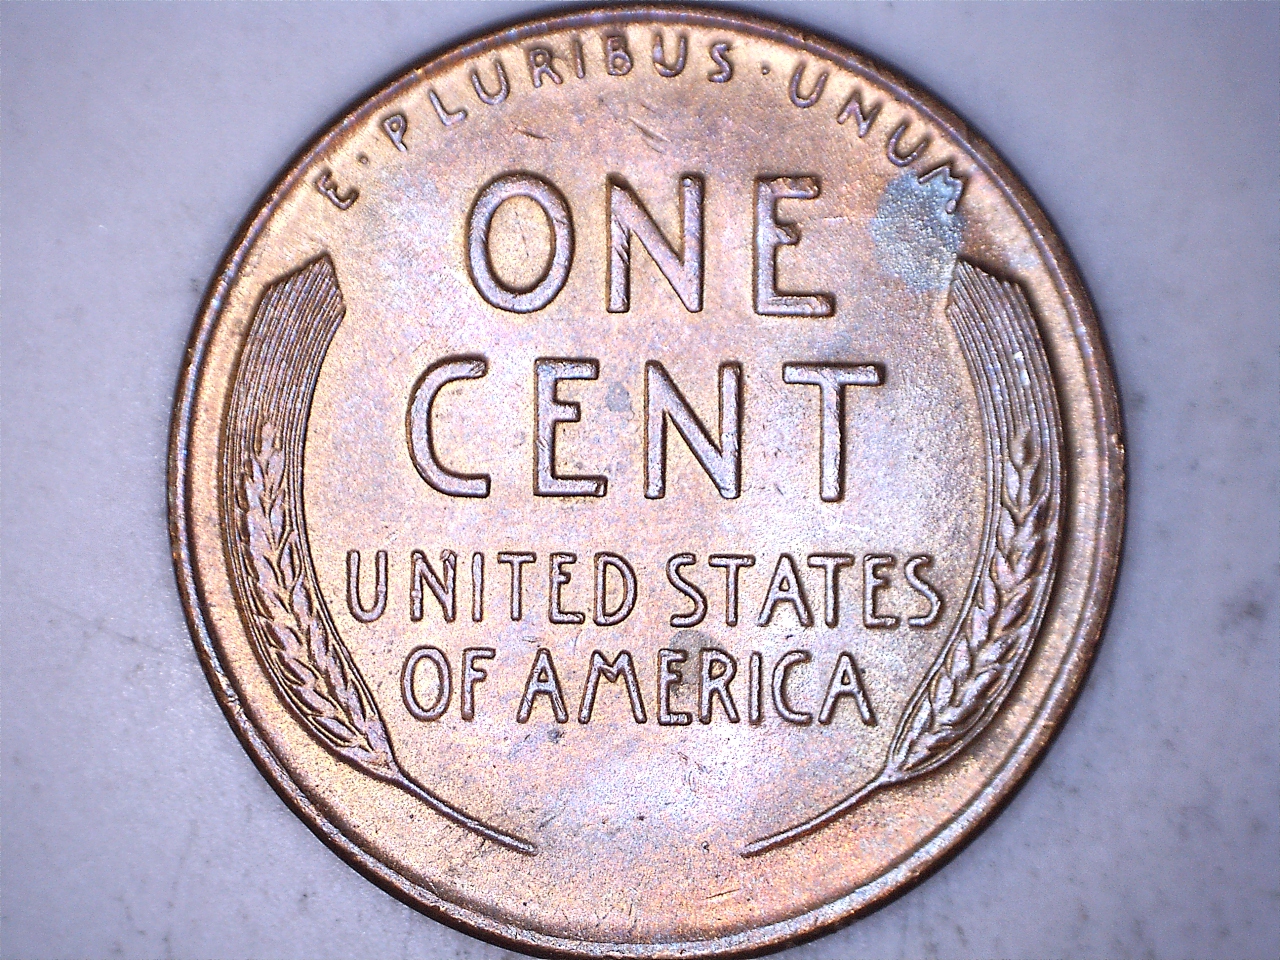 E·PLURIBUS·UNUM
ONE
CENT
UNITED STATES
OF AMERICA